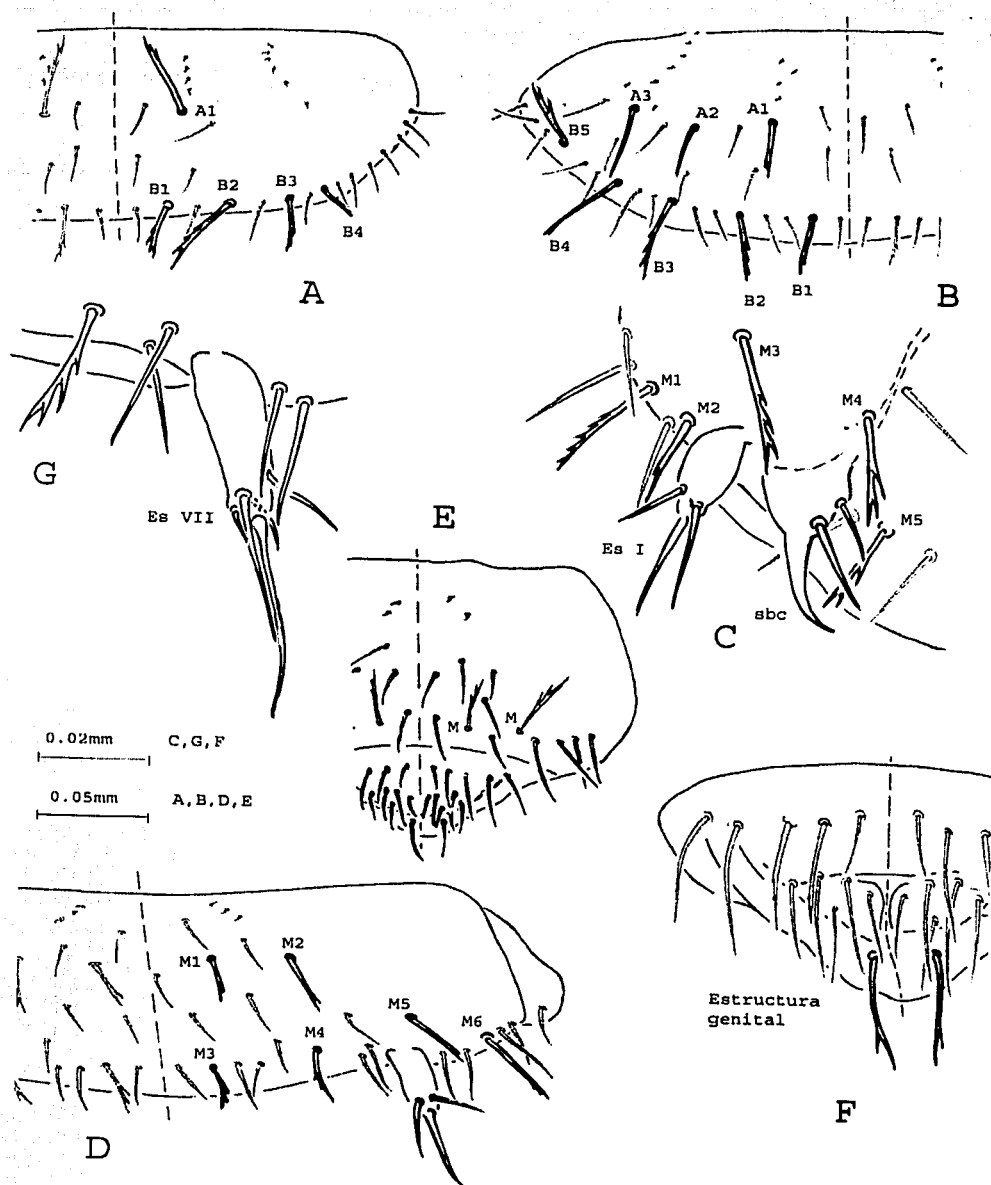 A1
B1
B2
B3
B4
A
A3
A2
A1
B5
B4
B3
B2
B1
B
G
Es VII
E
M1
M2
M3
M4
M5
Es I
sbc
C
M
M
0.02mm C,G,F
0.05mm A,B,D,E
M1
M2
M3
M4
M5
M6
D
Estructura
genital
F